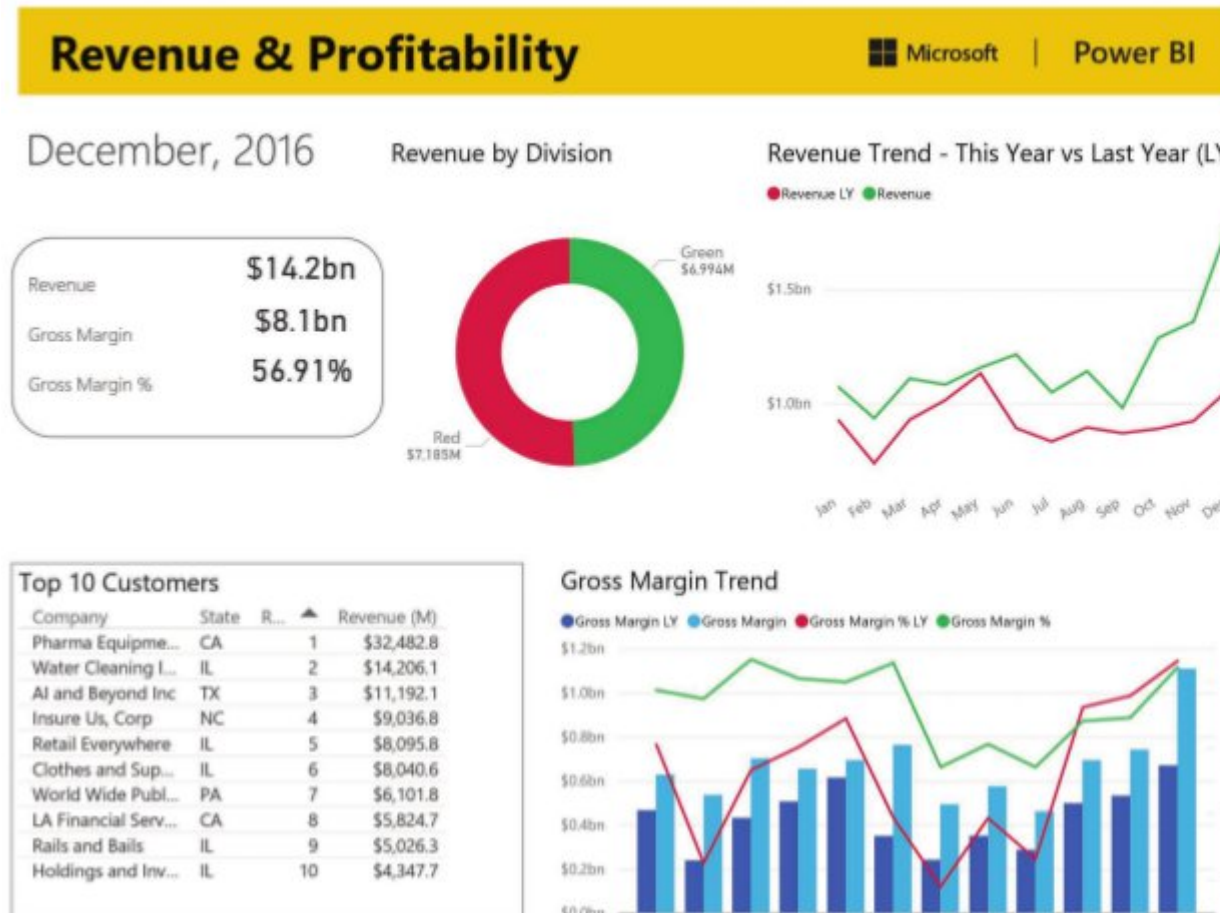 Revenue & Profitability
Microsoft | Power BI
December, 2016
Revenue $14.2bn
Gross Margin $8.1bn
Gross Margin % 56.91%
Revenue by Division
Green
$6,994M
Red
$7,185M
Revenue Trend - This Year vs Last Year (LY
Revenue LY Revenue
$1.5bn
$1.0bn
Jan Feb Mar Apr May Jun Jul Aug Sep Oct Nov Dec
Top 10 Customers
Company State R... Revenue (M)
Pharma Equipme... CA 1 $32,482.8
Water Cleaning I... IL 2 $14,206.1
AI and Beyond Inc TX 3 $11,192.1
Insure Us, Corp NC 4 $9,036.8
Retail Everywhere IL 5 $8,095.8
Clothes and Sup... IL 6 $8,040.6
World Wide Publ... PA 7 $6,101.8
LA Financial Serv... CA 8 $5,824.7
Rails and Bails IL 9 $5,026.3
Holdings and Inv... IL 10 $4,347.7
Gross Margin Trend
Gross Margin LY Gross Margin Gross Margin % LY Gross Margin %
$1.2bn
$1.0bn
$0.8bn
$0.6bn
$0.4bn
$0.2bn
$0.0bn